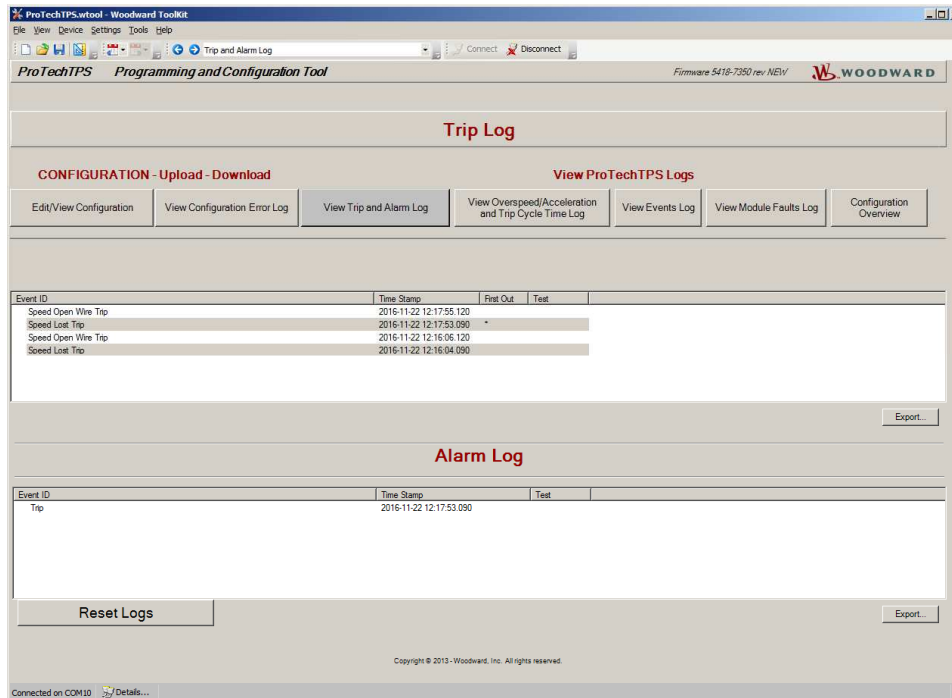 ProTechTPS.wtool - Woodward ToolKit
File View Device Settings Tools Help
Trip and Alarm Log Connect Disconnect
ProTechTPS Programming and Configuration Tool Firmware 5418-7350 rev NEW WOODWARD
Trip Log
CONFIGURATION - Upload - Download View ProTechTPS Logs
Edit/View Configuration View Configuration Error Log View Trip and Alarm Log View Overspeed/Acceleration and Trip Cycle Time Log View Events Log View Module Faults Log Configuration Overview
Event ID Time Stamp First Out Test
Speed Open Wire Trip 2016-11-22 12:17:55.120
Speed Lost Trip 2016-11-22 12:17:53.090 *
Speed Open Wire Trip 2016-11-22 12:16:06.120
Speed Lost Trip 2016-11-22 12:16:04.090
Export...
Alarm Log
Event ID Time Stamp Test
Trip 2016-11-22 12:17:53.090
Reset Logs Export...
Copyright © 2013 - Woodward, Inc. All rights reserved.
Connected on COM10 Details...